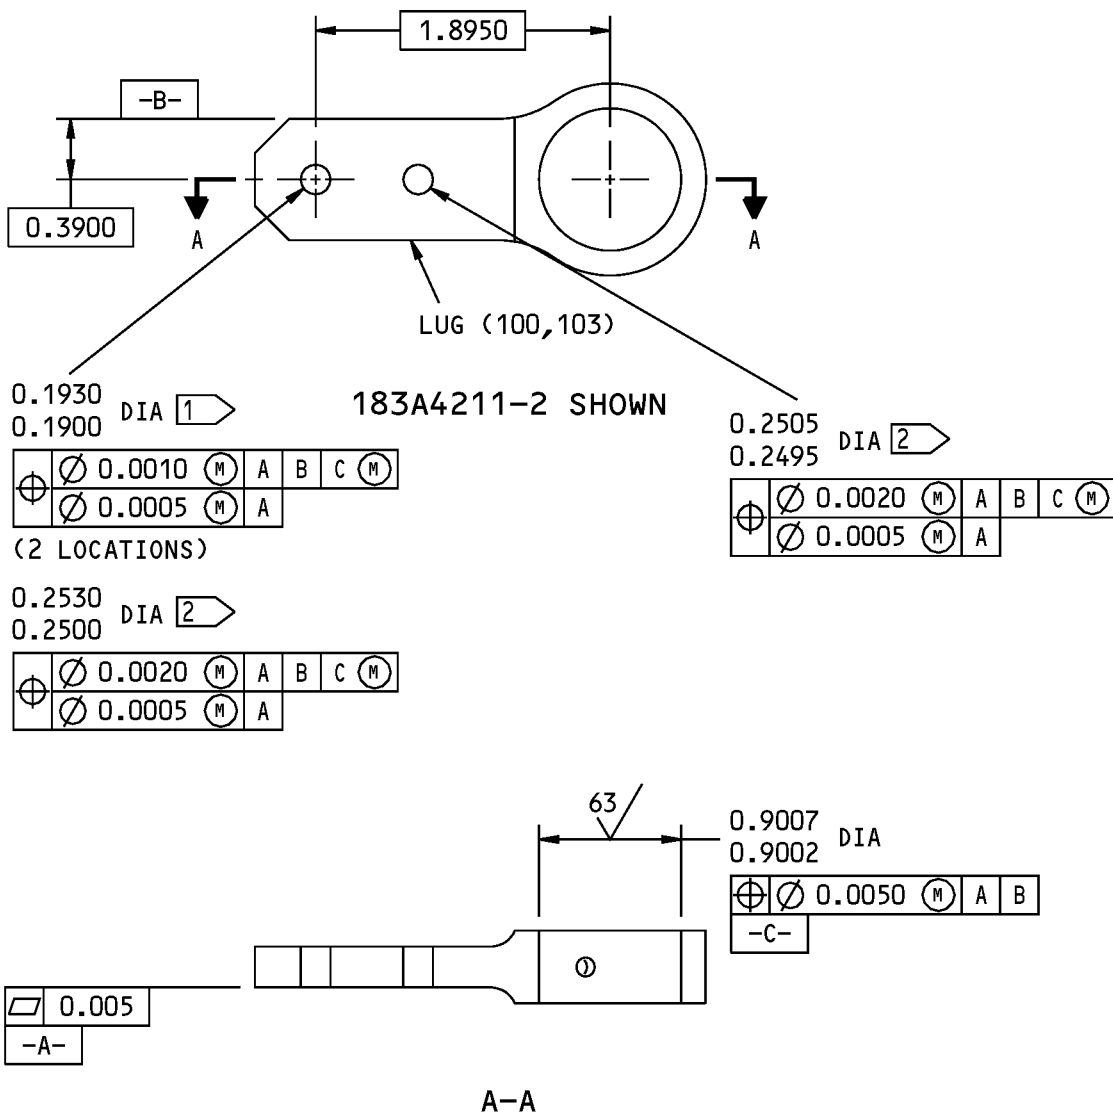 1.8950
-B-
0.3900
A
A
LUG (100,103)
183A4211-2 SHOWN
0.1930
0.1900
DIA 1
⌖ ⌀ 0.0010 Ⓜ A B C Ⓜ
⌀ 0.0005 Ⓜ A
(2 LOCATIONS)
0.2530
0.2500
DIA 2
⌖ ⌀ 0.0020 Ⓜ A B C Ⓜ
⌀ 0.0005 Ⓜ A
0.2505
0.2495
DIA 2
⌖ ⌀ 0.0020 Ⓜ A B C Ⓜ
⌀ 0.0005 Ⓜ A
63
0.9007
0.9002
DIA
⌖ ⌀ 0.0050 Ⓜ A B
-C-
⏥ 0.005
-A-
A-A